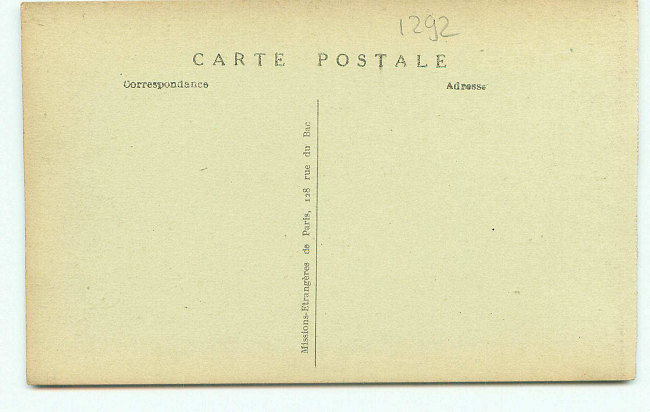 1292
CARTE POSTALE
Correspondance
Adresse
Missions-Etrangères de Paris, 128 rue du Bac